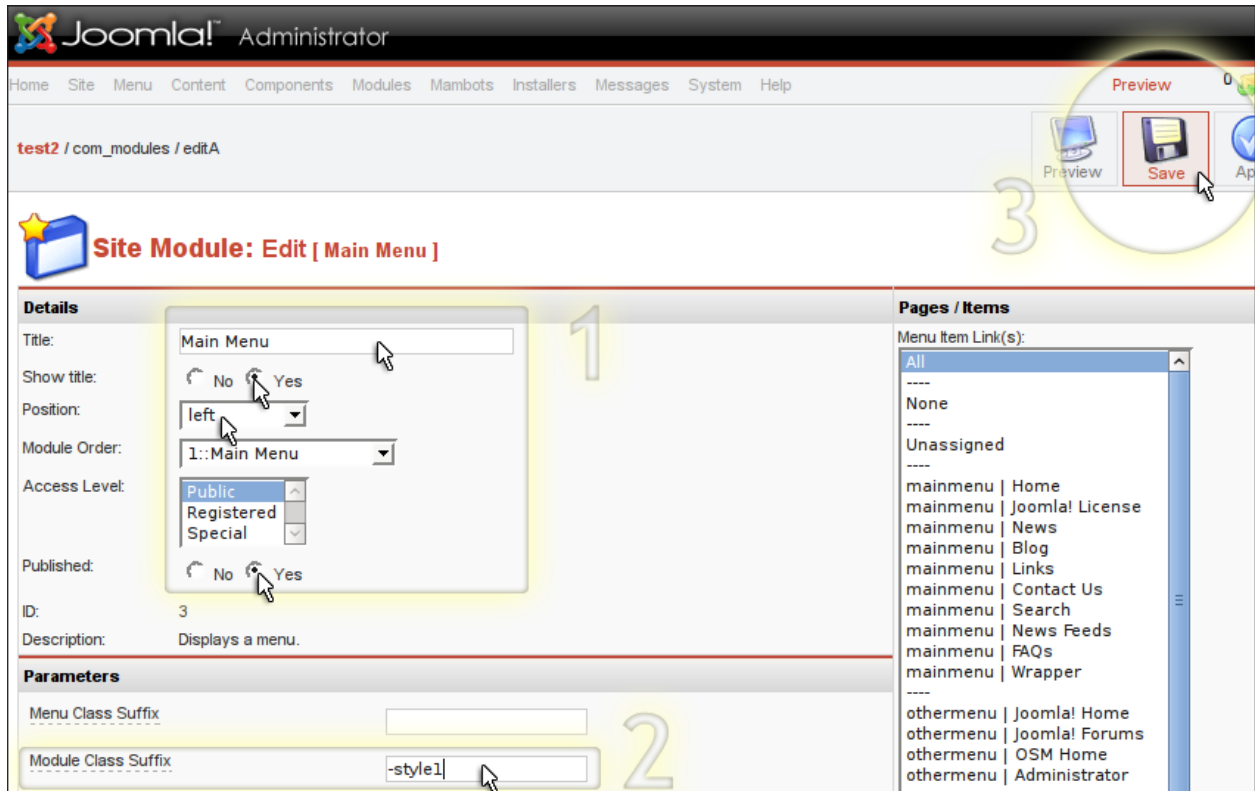 Joomla!™ Administrator
Home Site Menu Content Components Modules Mambots Installers Messages System Help Preview 0
test2 / com_modules / editA
Preview Save
3
Site Module: Edit [ Main Menu ]
Details
1
Title: Main Menu
Show title: No Yes
Position: left
Module Order: 1::Main Menu
Access Level: Public
Registered
Special
Published: No Yes
ID: 3
Description: Displays a menu.
Parameters
Menu Class Suffix
2
Module Class Suffix -style1
Pages / Items
Menu Item Link(s):
All
----
None
----
Unassigned
----
mainmenu | Home
mainmenu | Joomla! License
mainmenu | News
mainmenu | Blog
mainmenu | Links
mainmenu | Contact Us
mainmenu | Search
mainmenu | News Feeds
mainmenu | FAQs
mainmenu | Wrapper
----
othermenu | Joomla! Home
othermenu | Joomla! Forums
othermenu | OSM Home
othermenu | Administrator